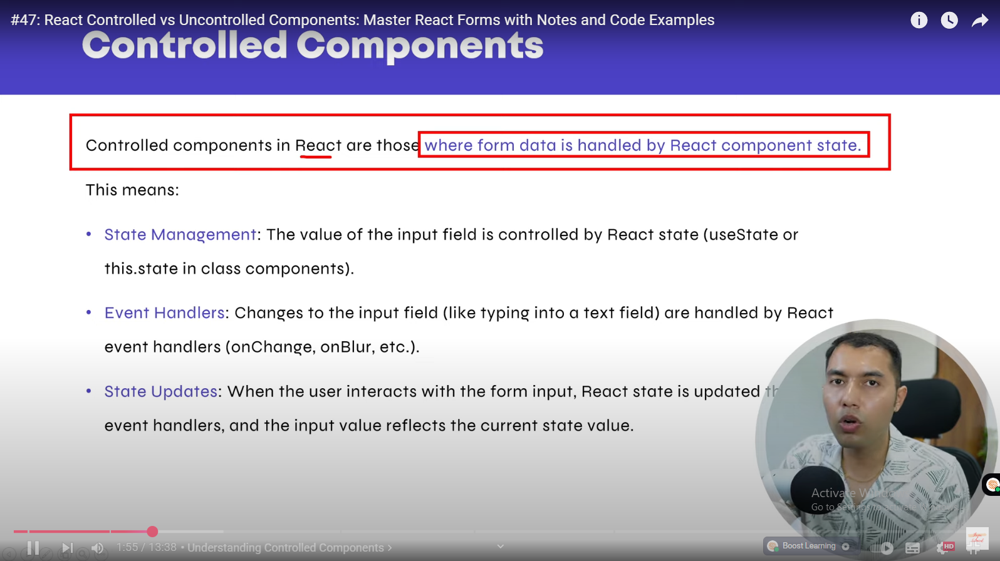 #47: React Controlled vs Uncontrolled Components: Master React Forms with Notes and Code Examples
Controlled Components
Controlled components in React are those where form data is handled by React component state.
This means:
• State Management: The value of the input field is controlled by React state (useState or
this.state in class components).
• Event Handlers: Changes to the input field (like typing into a text field) are handled by React
event handlers (onChange, onBlur, etc.).
• State Updates: When the user interacts with the form input, React state is updated
event handlers, and the input value reflects the current state value.
Activate Windows
Go to Settings to activate Windows.
1:55 / 13:38 • Understanding Controlled Components >
Boost Learning
HD